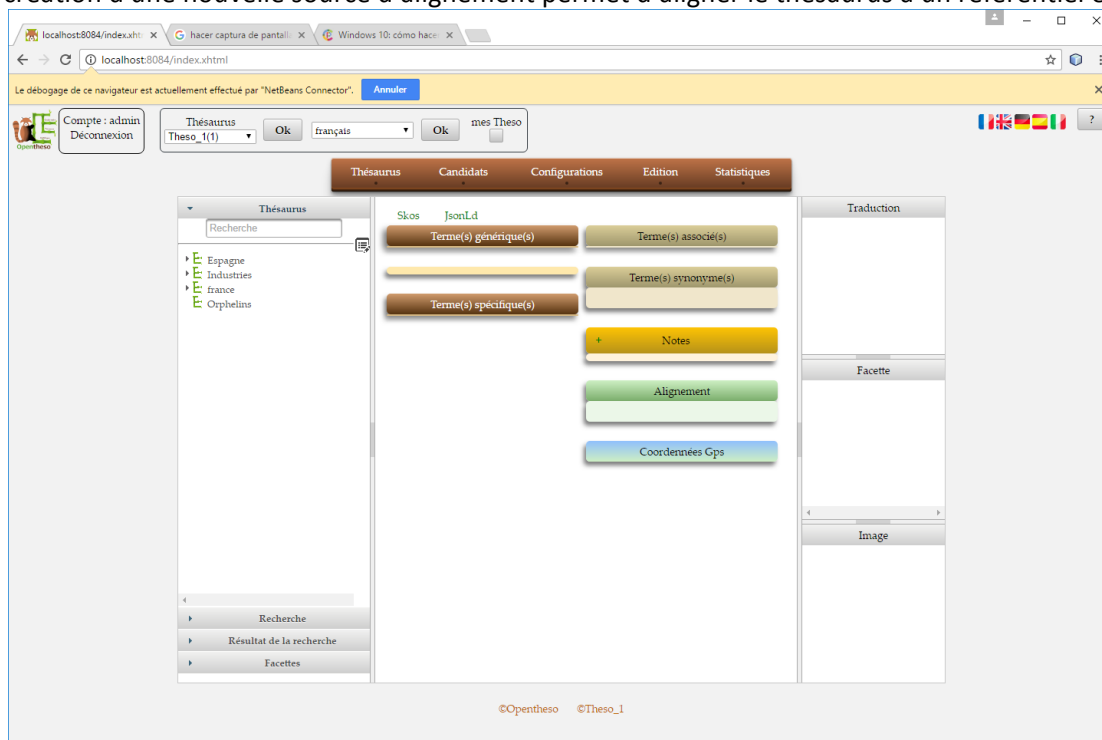 création d'une nouvelle source d'alignement permet d'aligner le thésaurus à un référentiel e
localhost:8084/index.xht
hacer captura de pantall
Windows 10: cómo hace
localhost:8084/index.xhtml
Le débogage de ce navigateur est actuellement effectué par "NetBeans Connector".
Annuler
Opentheso
Compte : admin
Déconnexion
Thésaurus
Theso_1(1)
Ok
français
Ok
mes Theso
?
Thésaurus Candidats Configurations Edition Statistiques
Thésaurus
Recherche
Espagne
Industries
france
Orphelins
Recherche
Résultat de la recherche
Facettes
Skos JsonLd
Terme(s) générique(s)
Terme(s) spécifique(s)
Terme(s) associé(s)
Terme(s) synonyme(s)
+ Notes
Alignement
Coordennées Gps
Traduction
Facette
Image
©Opentheso ©Theso_1